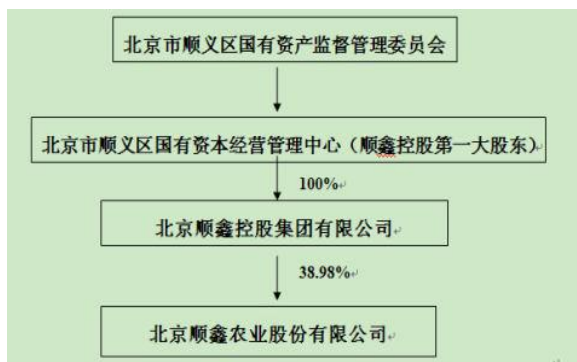 北京市顺义区国有资产监督管理委员会
北京市顺义区国有资本经营管理中心（顺鑫控股第一大股东）
100%
北京顺鑫控股集团有限公司
38.98%
北京顺鑫农业股份有限公司